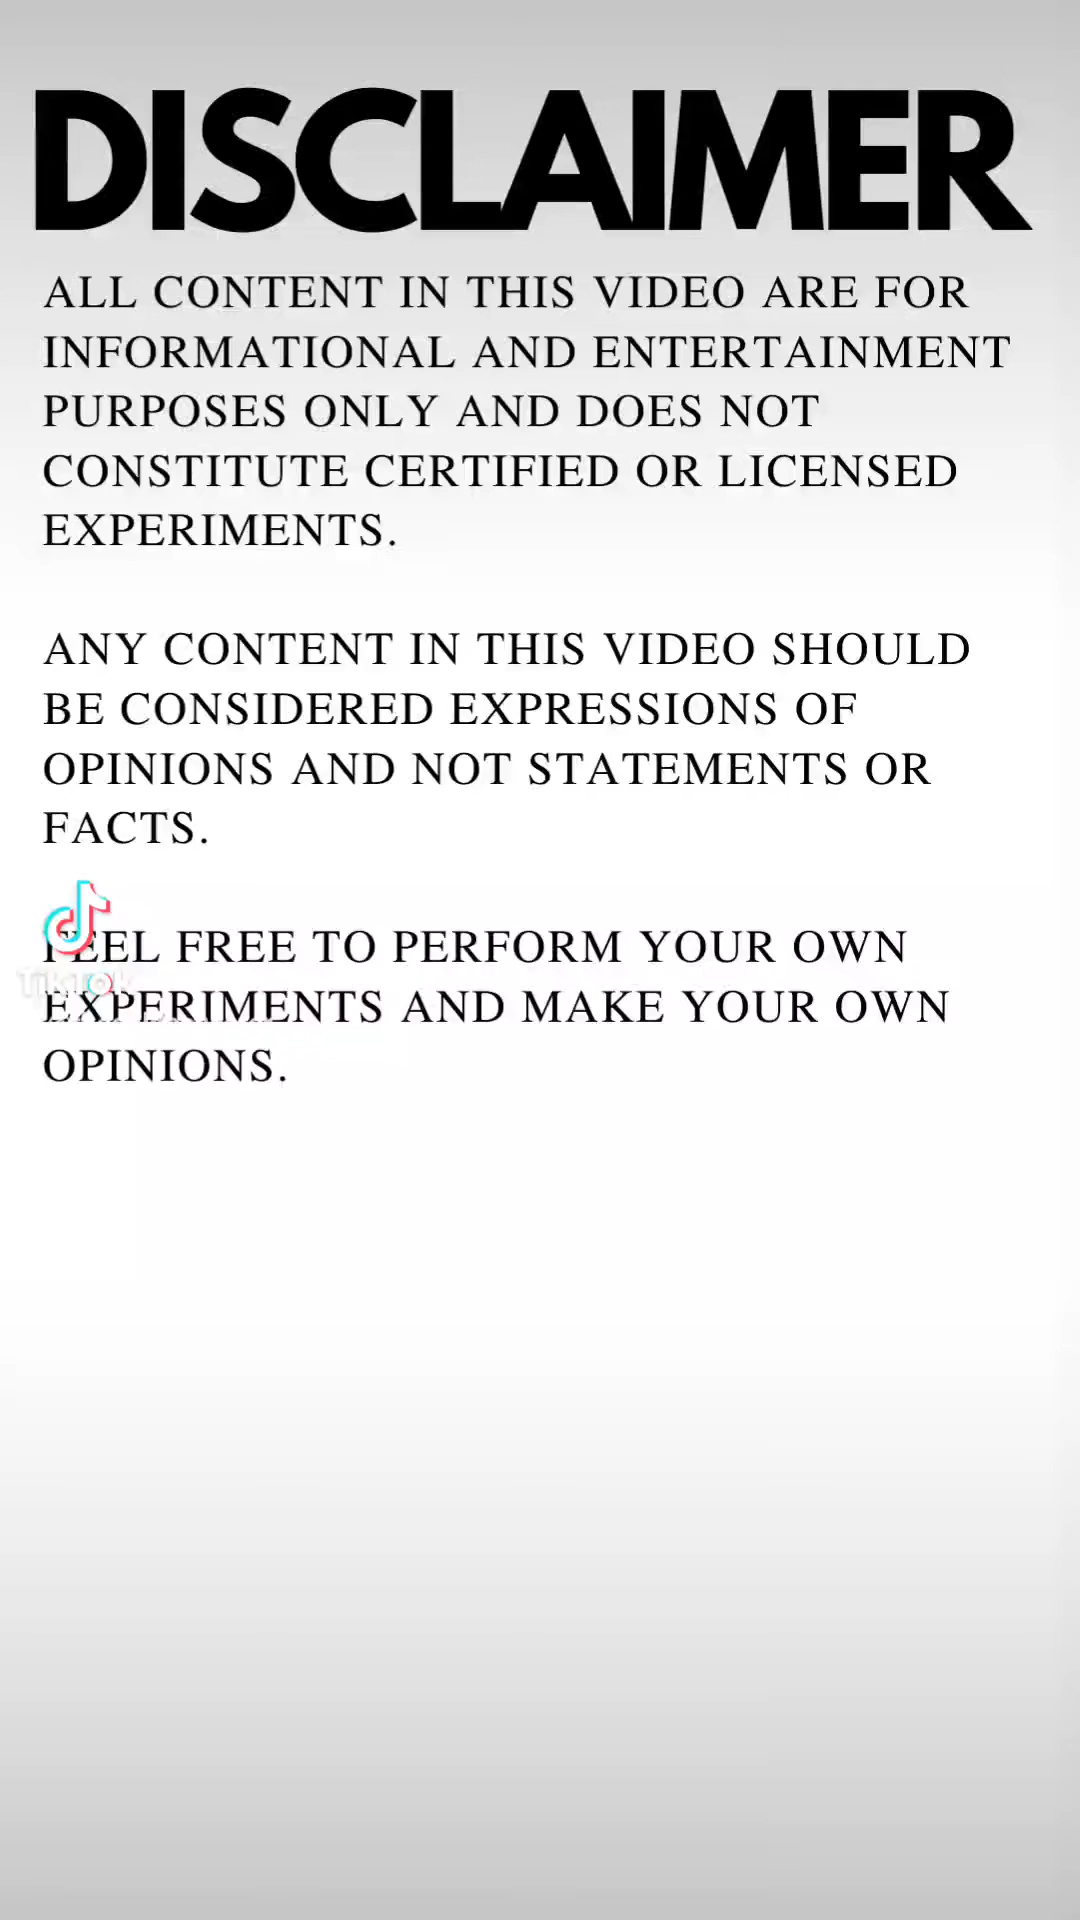 DISCLAIMER
ALL CONTENT IN THIS VIDEO ARE FOR
INFORMATIONAL AND ENTERTAINMENT
PURPOSES ONLY AND DOES NOT
CONSTITUTE CERTIFIED OR LICENSED
EXPERIMENTS.
ANY CONTENT IN THIS VIDEO SHOULD
BE CONSIDERED EXPRESSIONS OF
OPINIONS AND NOT STATEMENTS OR
FACTS.
FEEL FREE TO PERFORM YOUR OWN
TikTok
EXPERIMENTS AND MAKE YOUR OWN
OPINIONS.